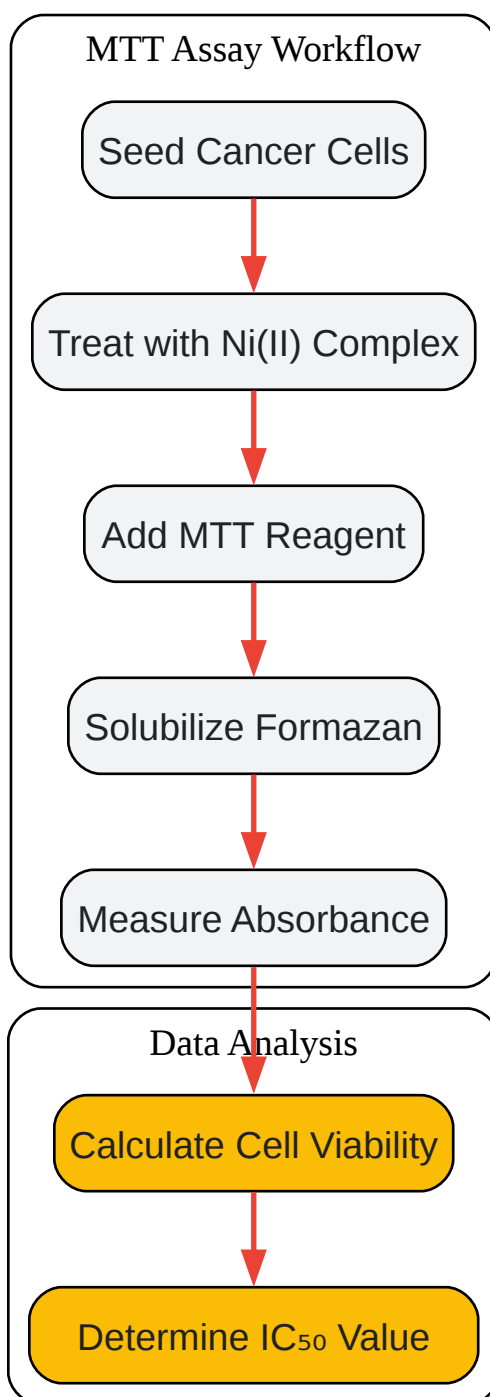 MTT Assay Workflow
Seed Cancer Cells
Treat with Ni(II) Complex
Add MTT Reagent
Solubilize Formazan
Measure Absorbance
Data Analysis
Calculate Cell Viability
Determine IC₅₀ Value